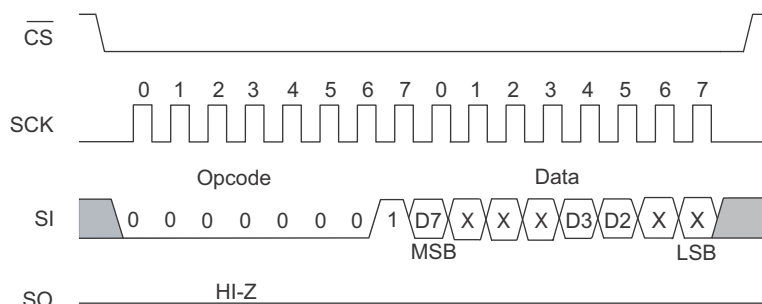 CS
0 1 2 3 4 5 6 7 0 1 2 3 4 5 6 7
SCK
Opcode Data
SI 0 0 0 0 0 0 0 1 D7 X X X D3 D2 X X
MSB LSB
HI-Z
SO